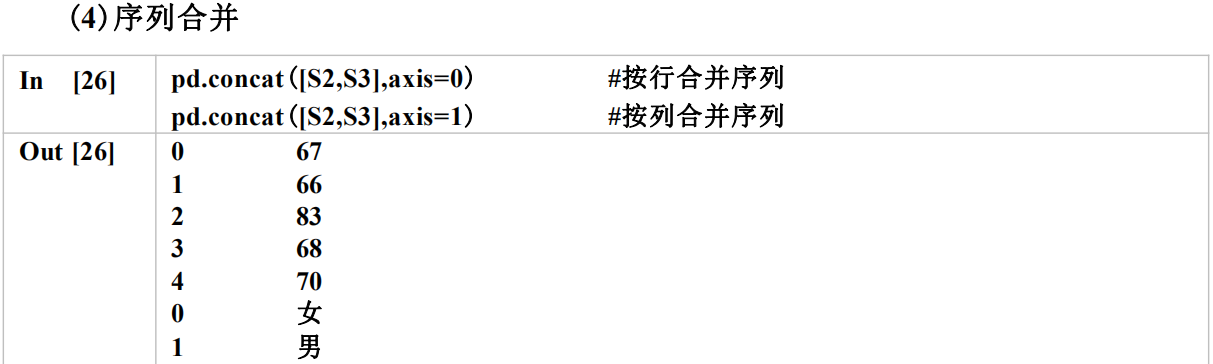 (4)序列合并
In [26] pd.concat([S2,S3],axis=0) #按行合并序列
pd.concat([S2,S3],axis=1) #按列合并序列
Out [26] 0 67
1 66
2 83
3 68
4 70
0 女
1 男